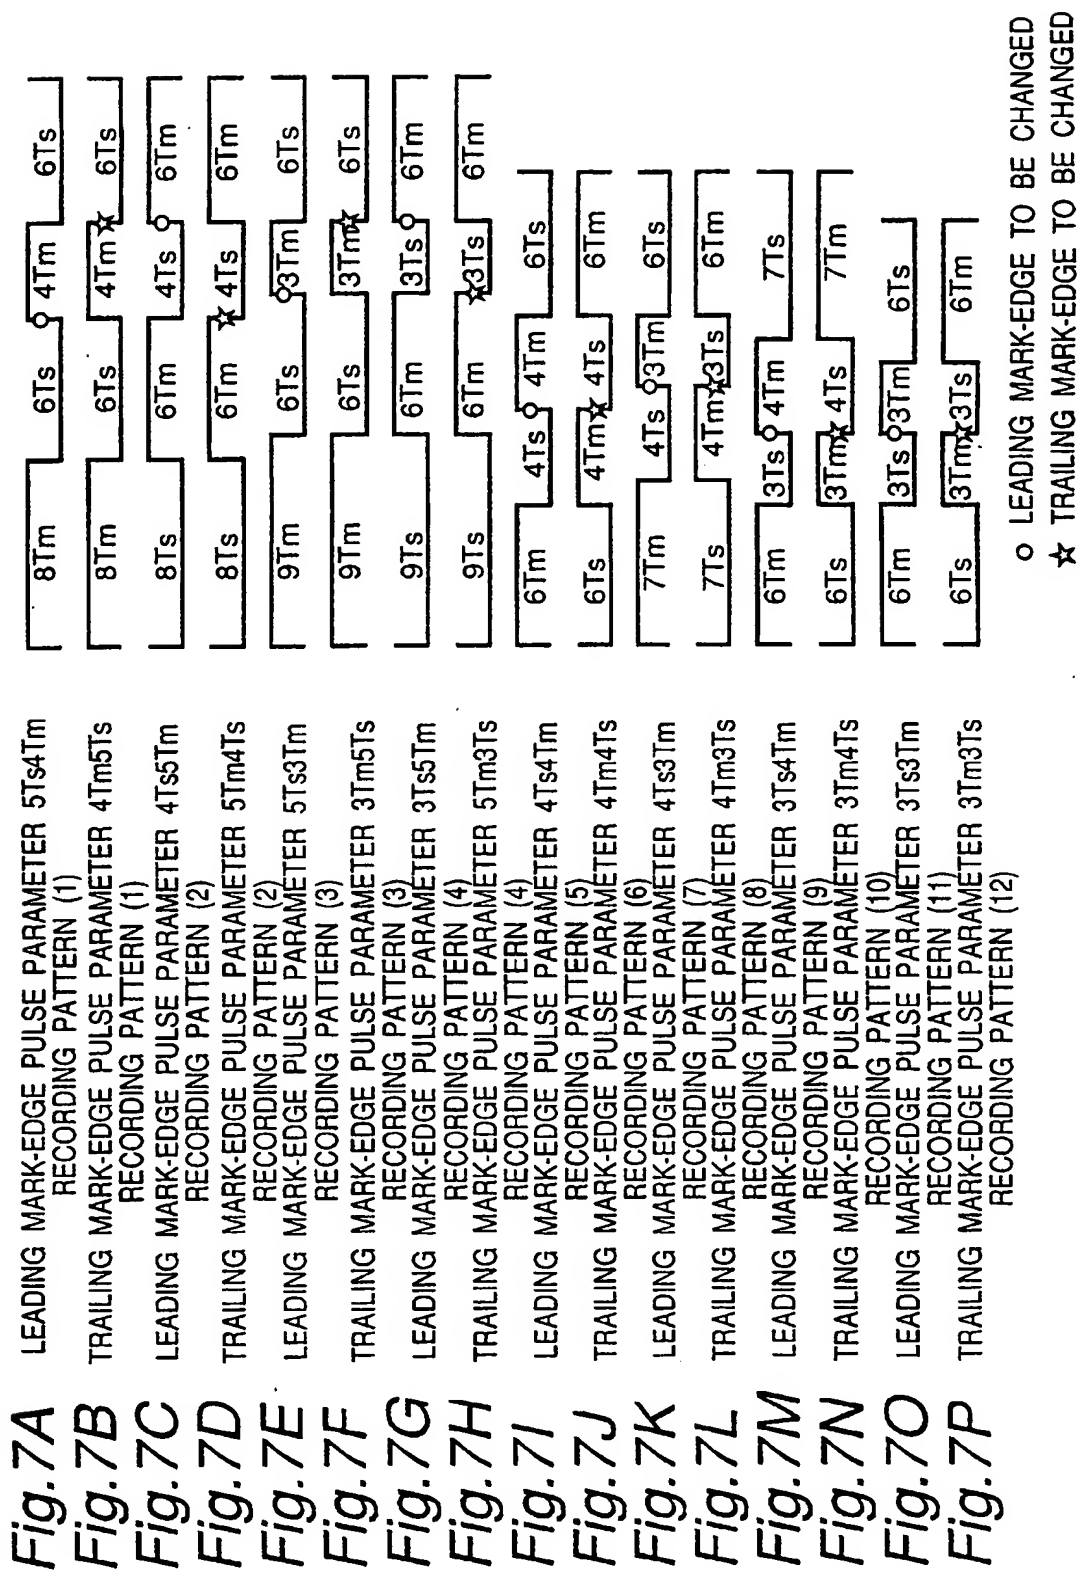 Fig.7A LEADING MARK-EDGE PULSE PARAMETER 5Ts4Tm
RECORDING PATTERN (1)
8Tm 6Ts 4Tm 6Ts
Fig.7B TRAILING MARK-EDGE PULSE PARAMETER 4Tm5Ts
RECORDING PATTERN (1)
8Tm 6Ts 4Tm 6Ts
Fig.7C LEADING MARK-EDGE PULSE PARAMETER 4Ts5Tm
RECORDING PATTERN (2)
8Ts 6Tm 4Ts 6Tm
Fig.7D TRAILING MARK-EDGE PULSE PARAMETER 5Tm4Ts
RECORDING PATTERN (2)
8Ts 6Tm 4Ts 6Tm
Fig.7E LEADING MARK-EDGE PULSE PARAMETER 5Ts3Tm
RECORDING PATTERN (3)
9Tm 6Ts 3Tm 6Ts
Fig.7F TRAILING MARK-EDGE PULSE PARAMETER 3Tm5Ts
RECORDING PATTERN (3)
9Tm 6Ts 3Tm 6Ts
Fig.7G LEADING MARK-EDGE PULSE PARAMETER 3Ts5Tm
RECORDING PATTERN (4)
9Ts 6Tm 3Ts 6Tm
Fig.7H TRAILING MARK-EDGE PULSE PARAMETER 5Tm3Ts
RECORDING PATTERN (4)
9Ts 6Tm 3Ts 6Tm
Fig.7I LEADING MARK-EDGE PULSE PARAMETER 4Ts4Tm
RECORDING PATTERN (5)
6Tm 4Ts 4Tm 6Ts
Fig.7J TRAILING MARK-EDGE PULSE PARAMETER 4Tm4Ts
RECORDING PATTERN (6)
6Ts 4Tm 4Ts 6Tm
Fig.7K LEADING MARK-EDGE PULSE PARAMETER 4Ts3Tm
RECORDING PATTERN (7)
7Tm 4Ts 3Tm 6Ts
Fig.7L TRAILING MARK-EDGE PULSE PARAMETER 4Tm3Ts
RECORDING PATTERN (8)
7Ts 4Tm 3Ts 6Tm
Fig.7M LEADING MARK-EDGE PULSE PARAMETER 3Ts4Tm
RECORDING PATTERN (9)
6Tm 3Ts 4Tm 7Ts
Fig.7N TRAILING MARK-EDGE PULSE PARAMETER 3Tm4Ts
RECORDING PATTERN (10)
6Ts 3Tm 4Ts 7Tm
Fig.7O LEADING MARK-EDGE PULSE PARAMETER 3Ts3Tm
RECORDING PATTERN (11)
6Tm 3Ts 3Tm 6Ts
Fig.7P TRAILING MARK-EDGE PULSE PARAMETER 3Tm3Ts
RECORDING PATTERN (12)
6Ts 3Tm 3Ts 6Tm
○ LEADING MARK-EDGE TO BE CHANGED
☆ TRAILING MARK-EDGE TO BE CHANGED